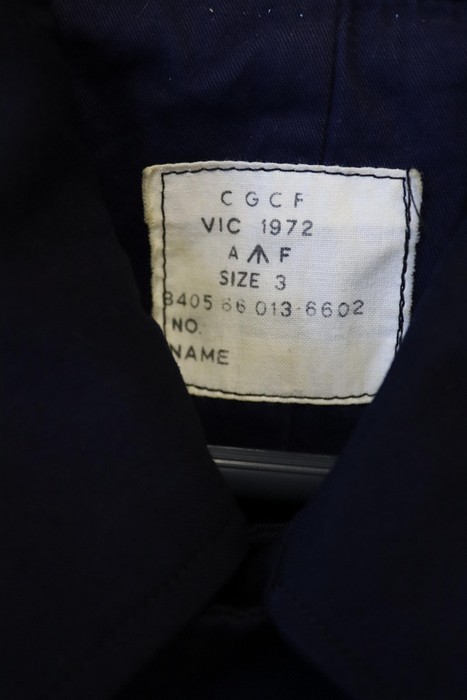 CGCF
VIC 1972
A F
SIZE 3
8405 66 013-6602
NO.
NAME